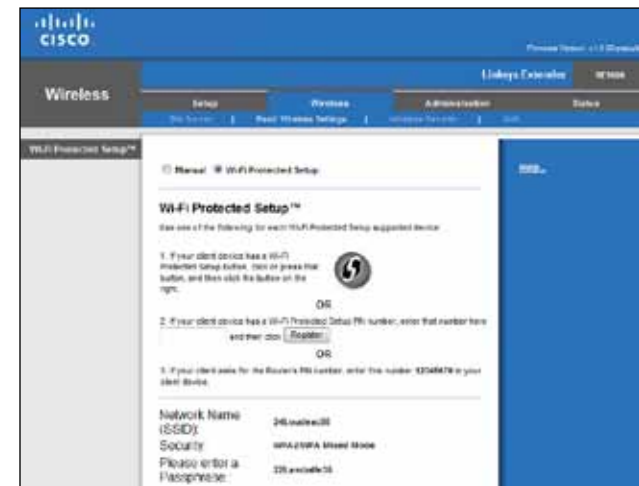 CISCO
Linksys Extender
Wireless
Setup
Wireless
Administration
Status
Basic Wireless Settings
Wi-Fi Protected Setup™
Manual Wi-Fi Protected Setup
Wi-Fi Protected Setup™
Use one of the following for each Wi-Fi Protected Setup supported device
1. If your client device has a Wi-Fi
Protected Setup button, click or press that
button, and then click the button on the
right.
OR
2. If your client device has a Wi-Fi Protected Setup PIN number, enter that number here
and then click Register
OR
3. If your client asks for the Router's PIN number, enter this number 12345670 in your
client device.
Network Name
(SSID):
Security
WPA2/WPA Mixed Mode
Please enter a
Passphrase